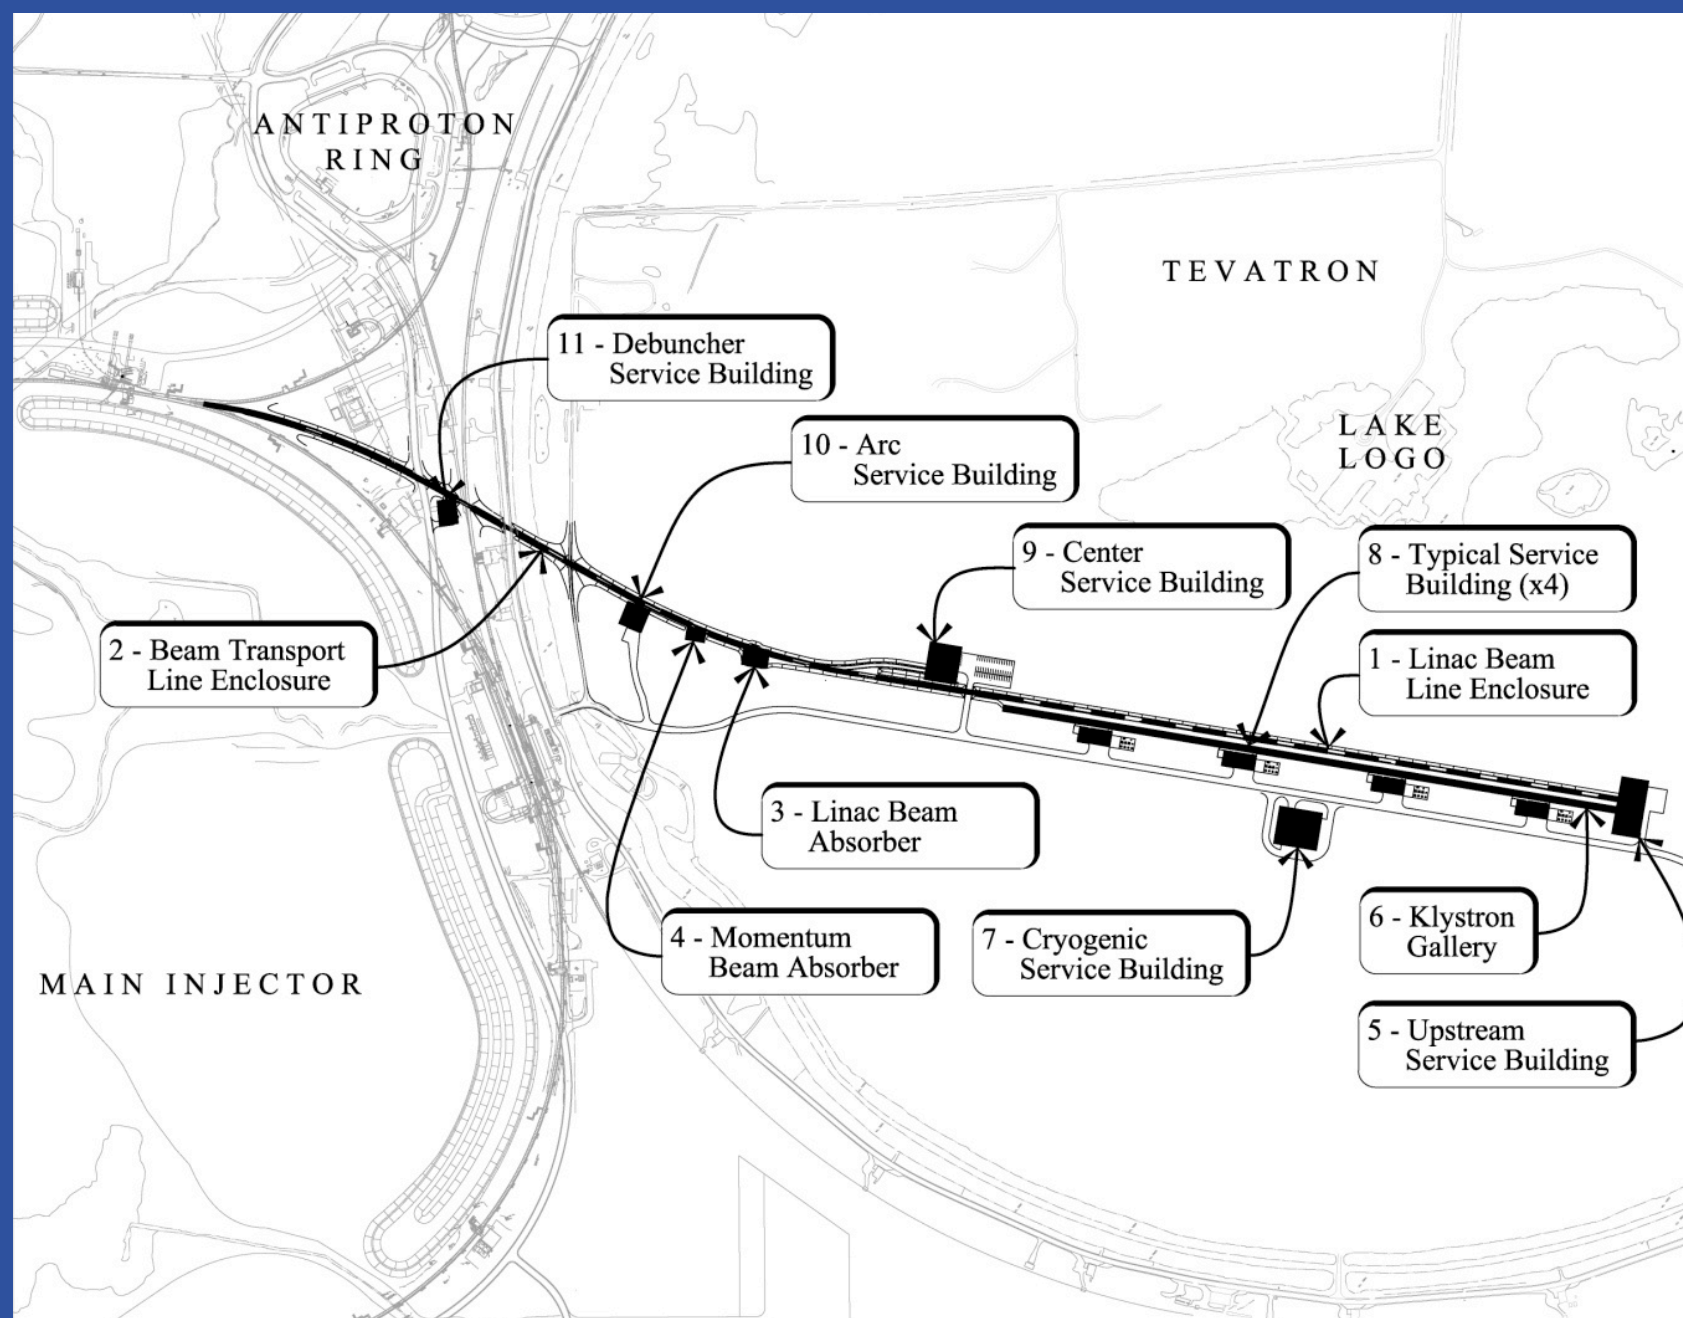 ANTIPROTON
RING
TEVATRON
11 - Debuncher
Service Building
10 - Arc
Service Building
LAKE
LOGO
9 - Center
Service Building
8 - Typical Service
Building (x4)
2 - Beam Transport
Line Enclosure
1 - Linac Beam
Line Enclosure
3 - Linac Beam
Absorber
4 - Momentum
Beam Absorber
7 - Cryogenic
Service Building
6 - Klystron
Gallery
MAIN INJECTOR
5 - Upstream
Service Building